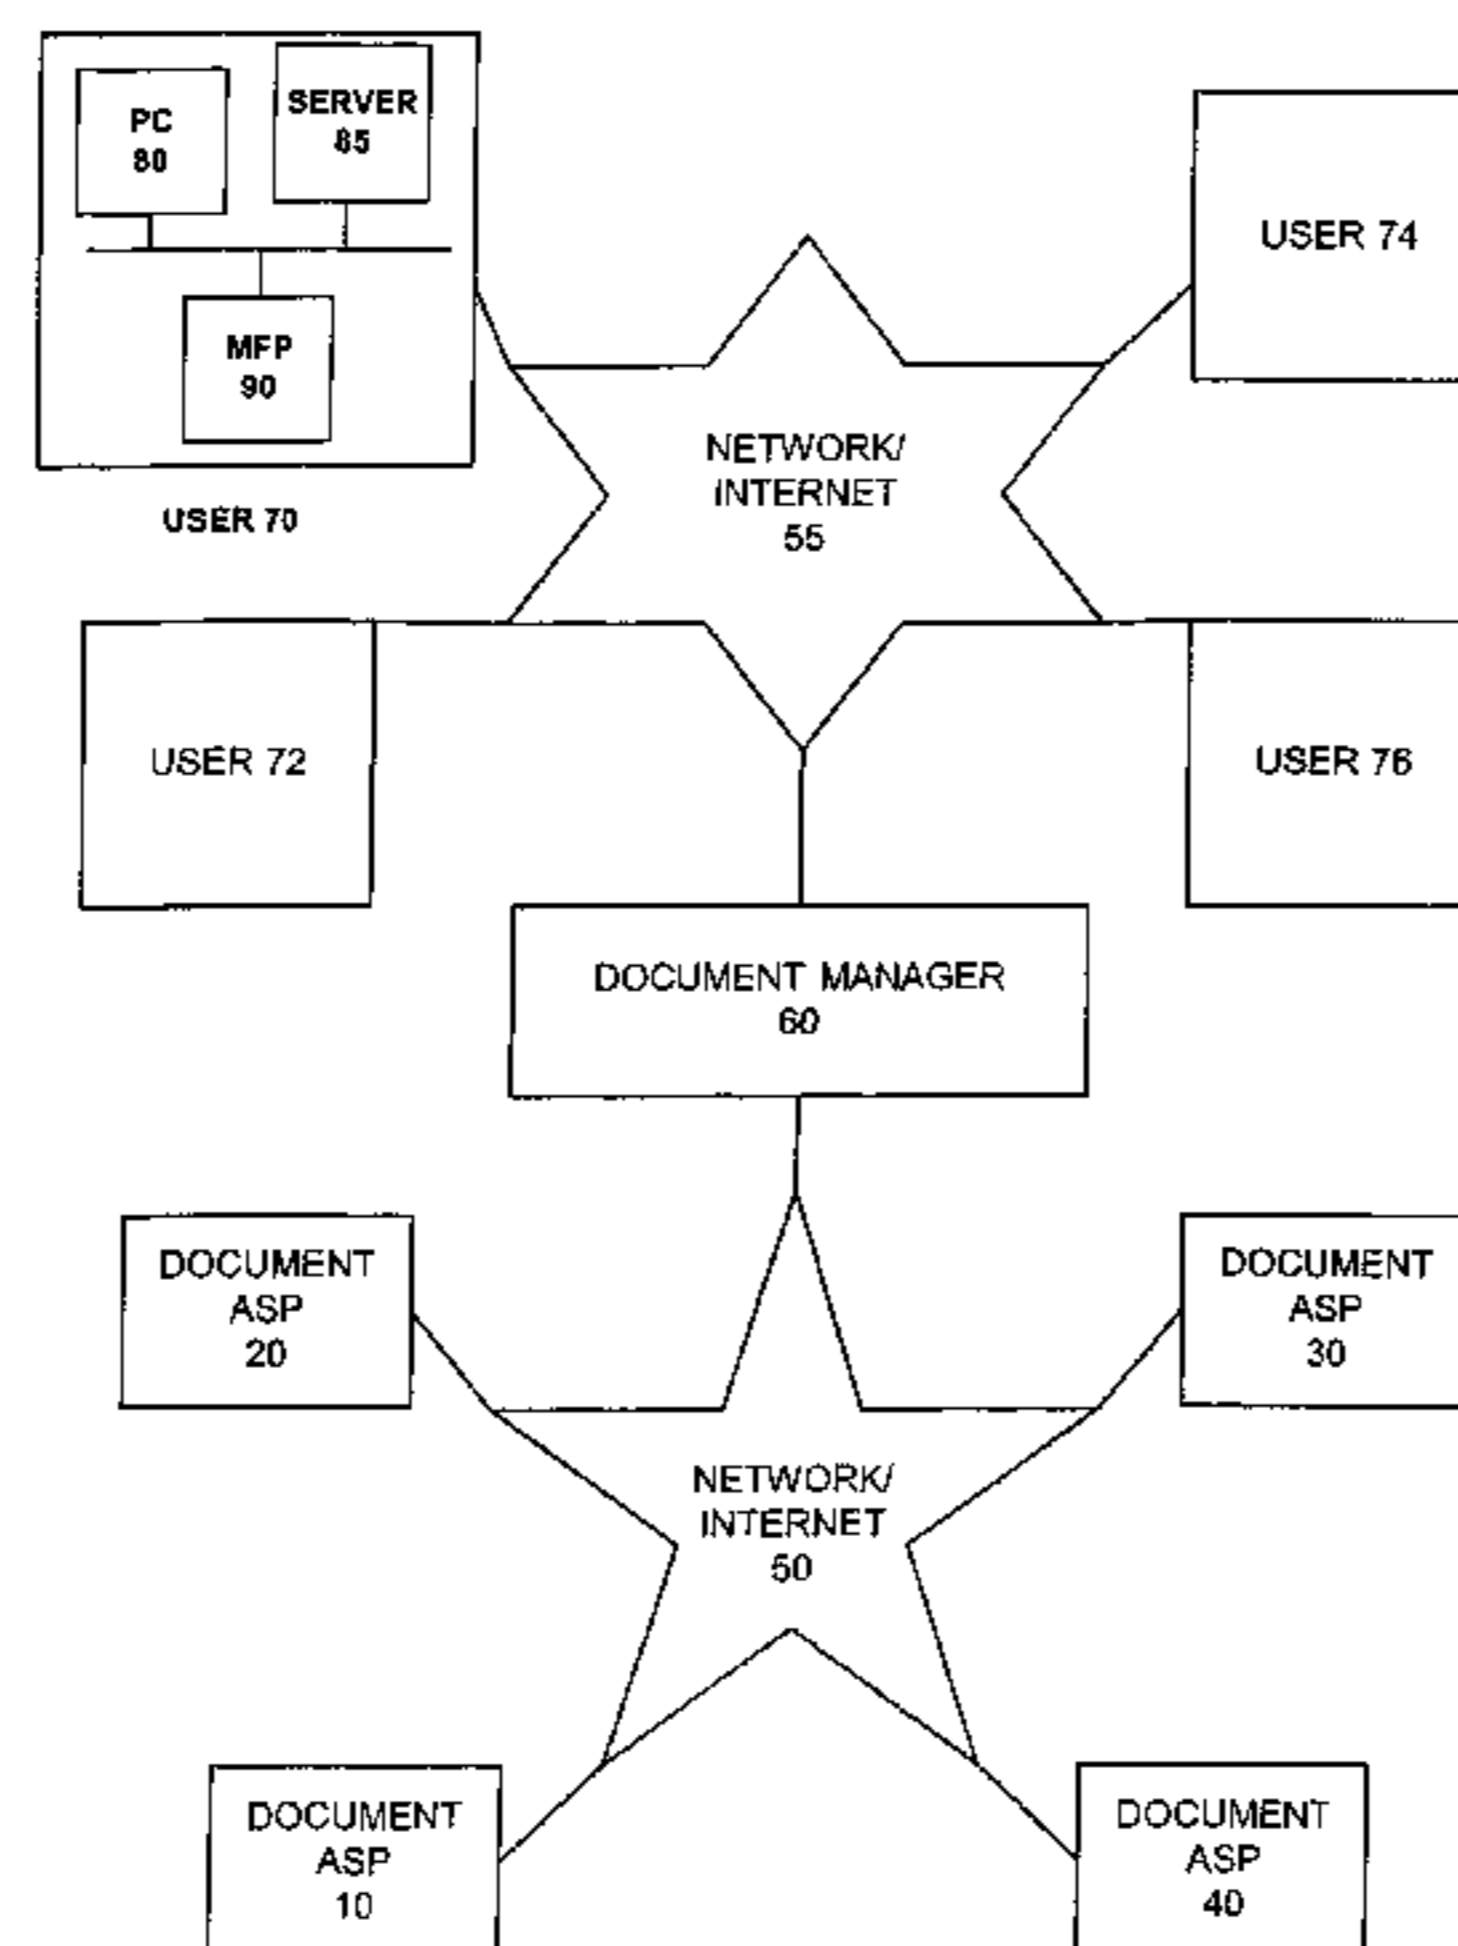 PC
80
SERVER
85
MFP
90
USER 70
USER 74
NETWORK/
INTERNET
55
USER 72
USER 76
DOCUMENT MANAGER
60
DOCUMENT
ASP
20
DOCUMENT
ASP
30
NETWORK/
INTERNET
50
DOCUMENT
ASP
10
DOCUMENT
ASP
40